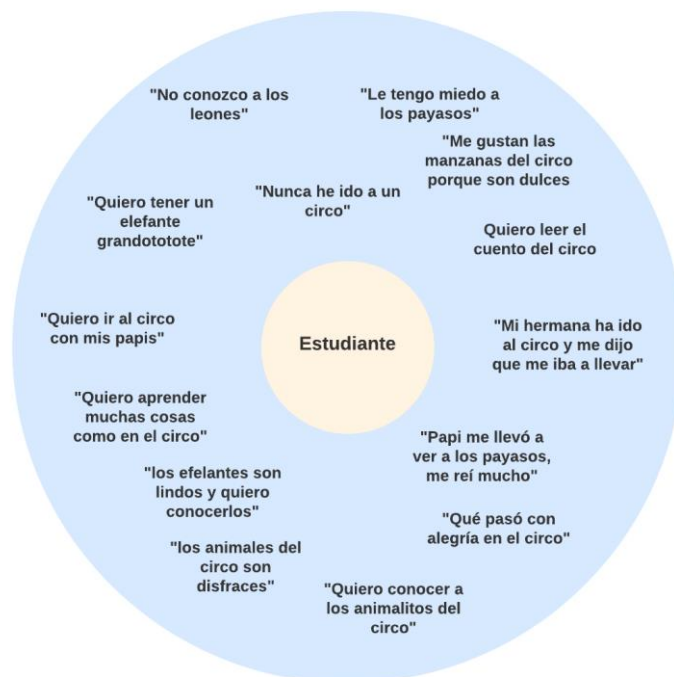 "No conozco a los
leones"
"Le tengo miedo a
los payasos"
"Me gustan las
manzanas del circo
porque son dulces
"Nunca he ido a un
circo"
"Quiero tener un
elefante
grandototote"
Quiero leer el
cuento del circo
"Quiero ir al circo
con mis papis"
Estudiante
"Mi hermana ha ido
al circo y me dijo
que me iba a llevar"
"Quiero aprender
muchas cosas
como en el circo"
"Papi me llevó a
ver a los payasos,
me reí mucho"
"los efelantes son
lindos y quiero
conocerlos"
"Qué pasó con
alegría en el circo"
"los animales del
circo son
disfraces"
"Quiero conocer a
los animalitos del
circo"